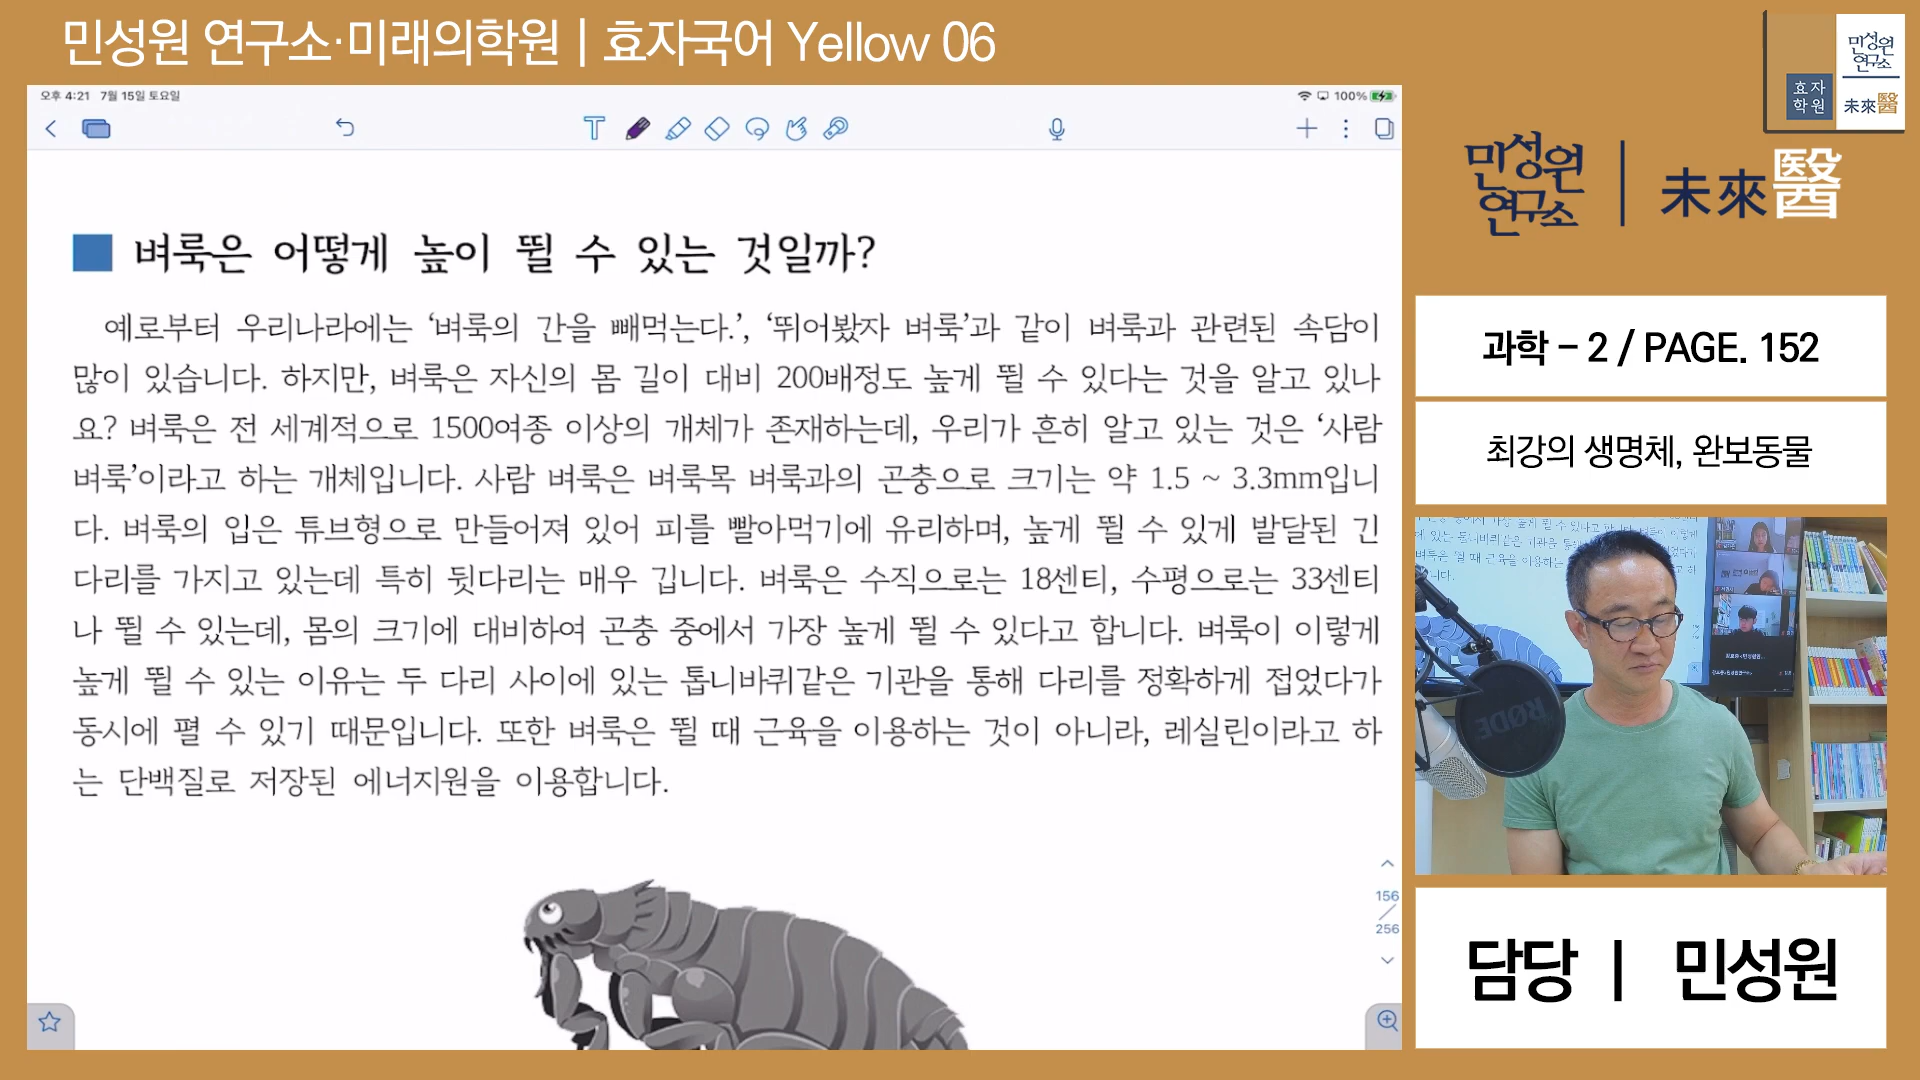 민성원 연구소·미래의학원 | 효자국어 Yellow 06
오후 4:21 7월 15일 토요일
100%
T
■ 벼룩은 어떻게 높이 뛸 수 있는 것일까?
예로부터 우리나라에는 ‘벼룩의 간을 빼먹는다.’, ‘뛰어봤자 벼룩’과 같이 벼룩과 관련된 속담이
많이 있습니다. 하지만, 벼룩은 자신의 몸 길이 대비 200배정도 높게 뛸 수 있다는 것을 알고 있나
요? 벼룩은 전 세계적으로 1500여종 이상의 개체가 존재하는데, 우리가 흔히 알고 있는 것은 ‘사람
벼룩’이라고 하는 개체입니다. 사람 벼룩은 벼룩목 벼룩과의 곤충으로 크기는 약 1.5 ~ 3.3mm입니
다. 벼룩의 입은 튜브형으로 만들어져 있어 피를 빨아먹기에 유리하며, 높게 뛸 수 있게 발달된 긴
다리를 가지고 있는데 특히 뒷다리는 매우 깁니다. 벼룩은 수직으로는 18센티, 수평으로는 33센티
나 뛸 수 있는데, 몸의 크기에 대비하여 곤충 중에서 가장 높게 뛸 수 있다고 합니다. 벼룩이 이렇게
높게 뛸 수 있는 이유는 두 다리 사이에 있는 톱니바퀴같은 기관을 통해 다리를 정확하게 접었다가
동시에 펼 수 있기 때문입니다. 또한 벼룩은 뛸 때 근육을 이용하는 것이 아니라, 레실린이라고 하
는 단백질로 저장된 에너지원을 이용합니다.
156
256
민성원
연구소
효자
학원
未來醫
민성원
연구소
未來醫
과학 – 2 / PAGE. 152
최강의 생명체, 완보동물
RØDE
담당 | 민성원